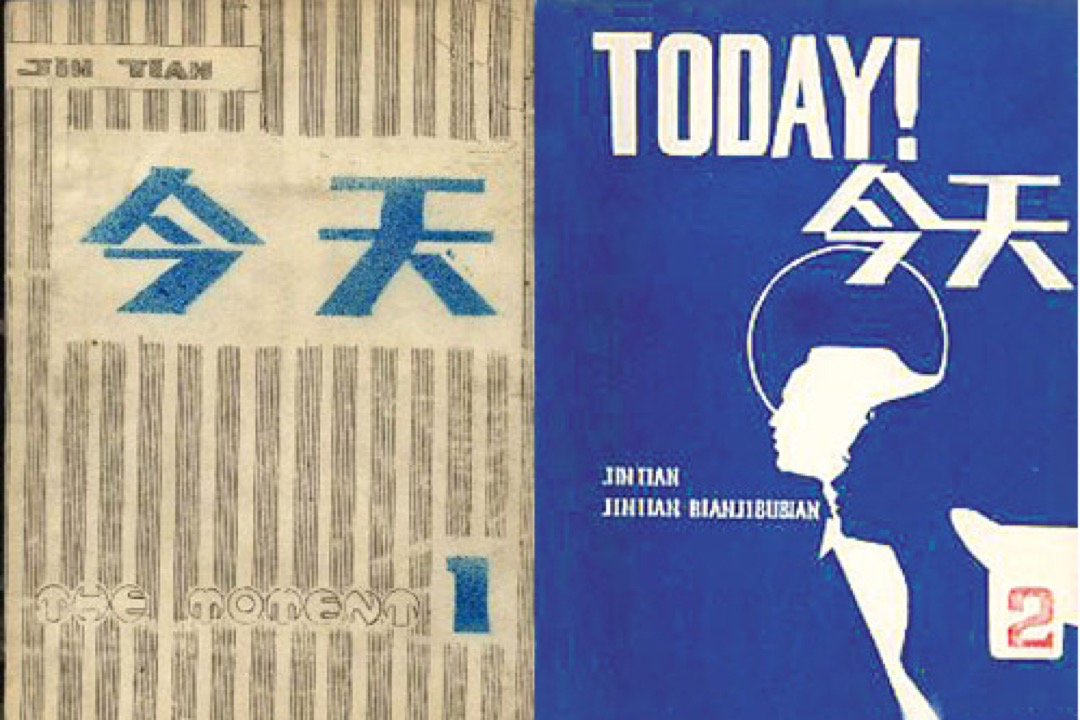 JIN TIAN
今天
THE MOMENT
1
TODAY!
今天
JINTIAN
JINTIAN BIANJIBUBIAN
2